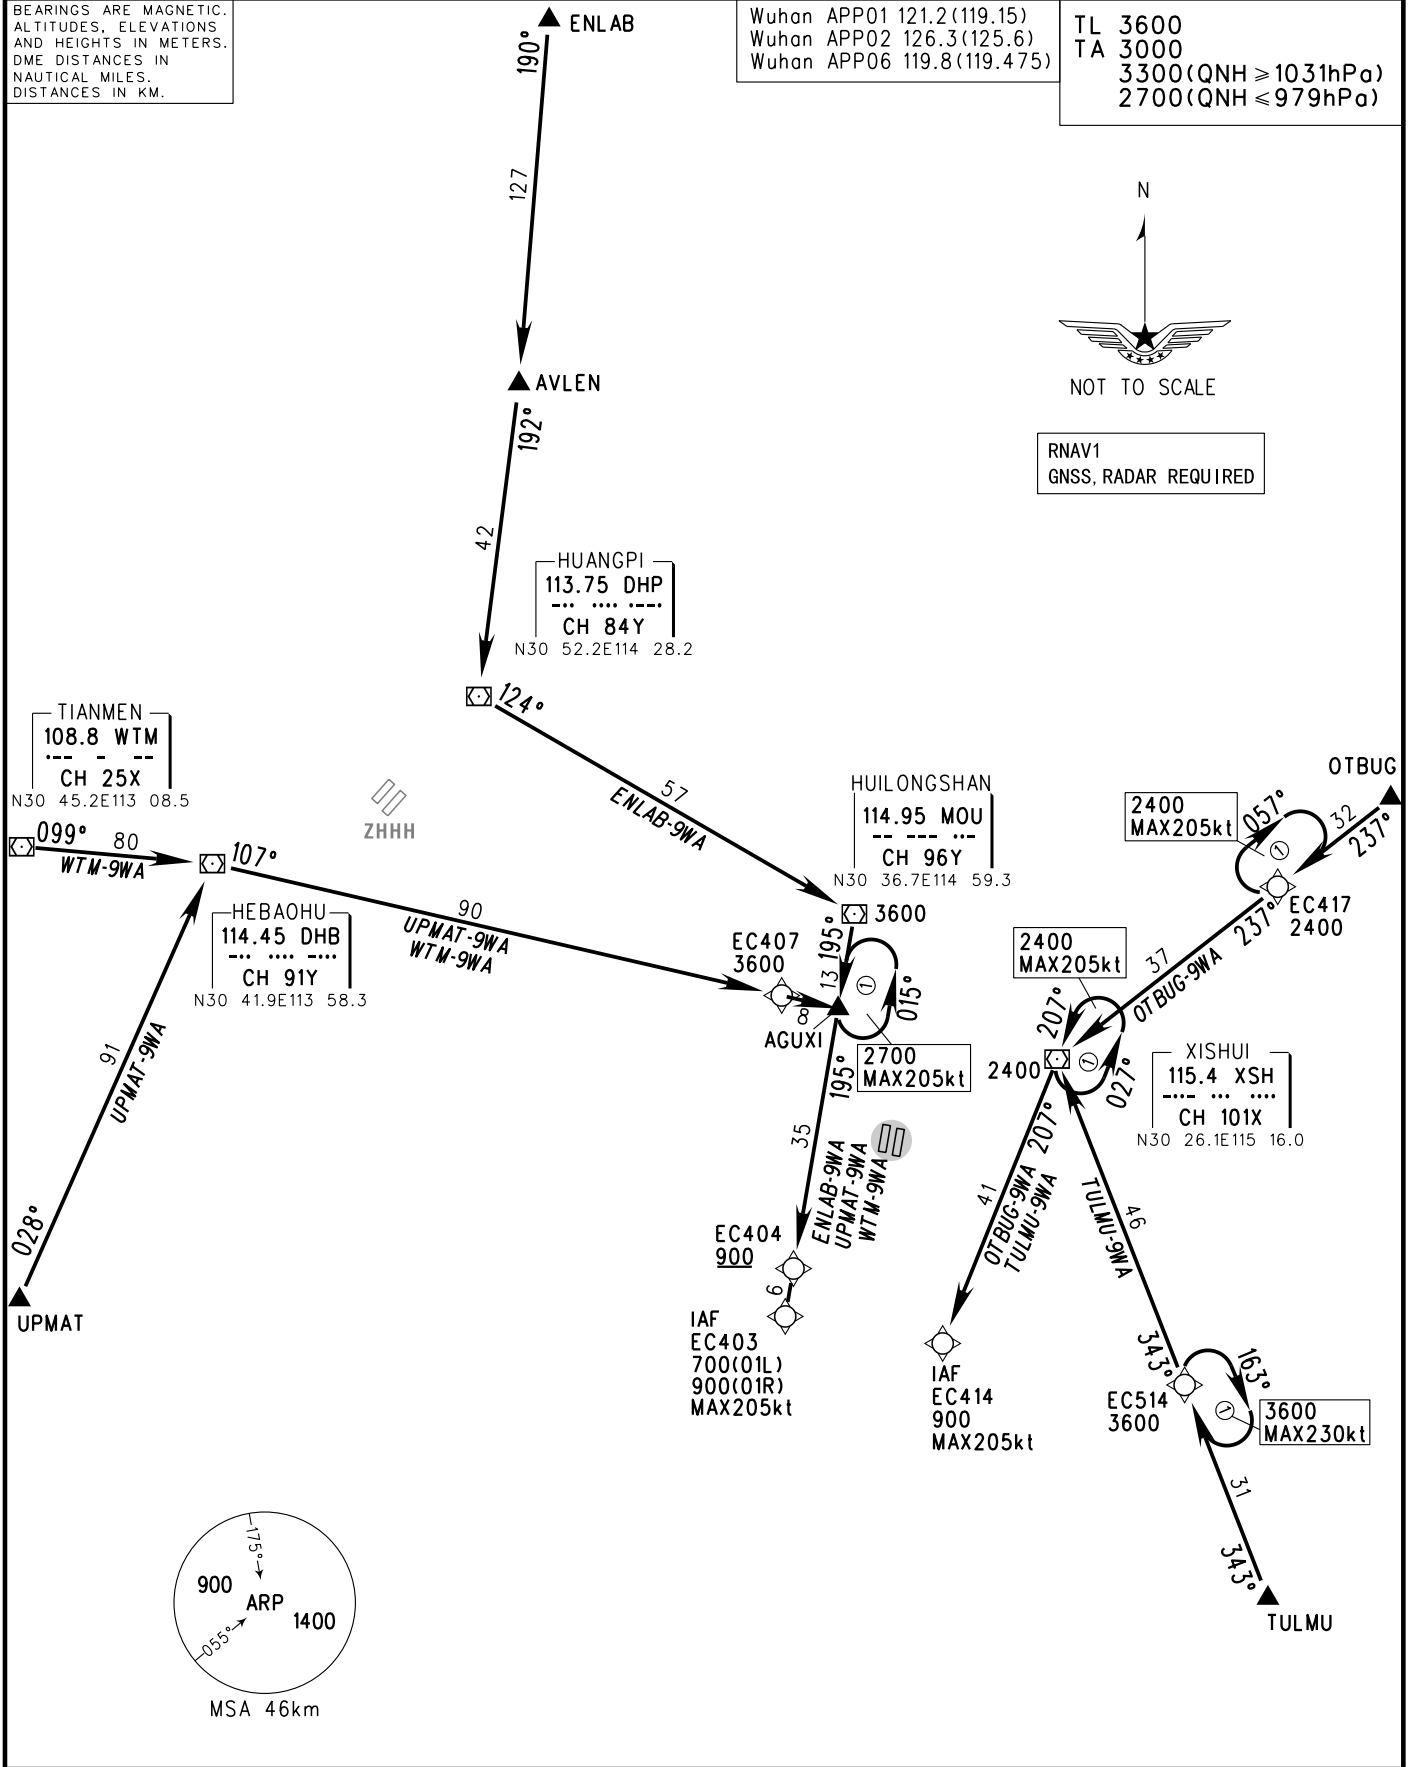 BEARINGS ARE MAGNETIC.
ALTITUDES, ELEVATIONS
AND HEIGHTS IN METERS.
DME DISTANCES IN
NAUTICAL MILES.
DISTANCES IN KM.
Wuhan APP01 121.2(119.15)
Wuhan APP02 126.3(125.6)
Wuhan APP06 119.8(119.475)
TL 3600
TA 3000
3300(QNH ≥ 1031hPa)
2700(QNH ≤ 979hPa)
ENLAB
190°
127
N
NOT TO SCALE
RNAV1
GNSS, RADAR REQUIRED
AVLEN
192°
42
HUANGPI
113.75 DHP
CH 84Y
N30 52.2E114 28.2
124°
57
ENLAB-9WA
TIANMEN
108.8 WTM
CH 25X
N30 45.2E113 08.5
099°
80
WTM-9WA
ZHHH
107°
90
UPMAT-9WA
WTM-9WA
HEBAOHU
114.45 DHB
CH 91Y
N30 41.9E113 58.3
91
UPMAT-9WA
028°
UPMAT
HUILONGSHAN
114.95 MOU
CH 96Y
N30 36.7E114 59.3
3600
195°
13
EC407
3600
8
AGUXI
1
015°
2700
MAX205kt
195°
35
ENLAB-9WA
UPMAT-9WA
WTM-9WA
EC404
900
6
IAF
EC403
700(01L)
900(01R)
MAX205kt
OTBUG
32
237°
2400
MAX205kt
057°
1
EC417
2400
237°
37
OTBUG-9WA
2400
MAX205kt
207°
1
027°
2400
XISHUI
115.4 XSH
CH 101X
N30 26.1E115 16.0
207°
41
OTBUG-9WA
TULMU-9WA
46
TULMU-9WA
IAF
EC414
900
MAX205kt
343°
163°
EC514
3600
1
3600
MAX230kt
31
343°
TULMU
175°
900
ARP
1400
055°
MSA 46km